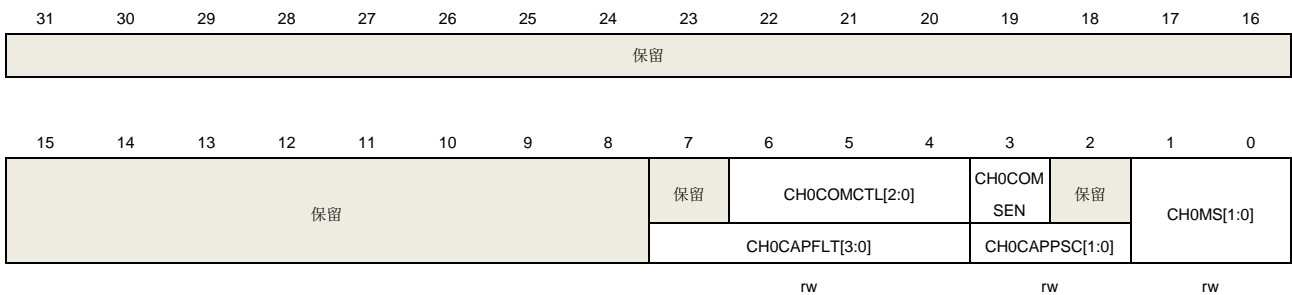 31 30 29 28 27 26 25 24 23 22 21 20 19 18 17 16
保留
15 14 13 12 11 10 9 8 7 6 5 4 3 2 1 0
保留
保留
CH0COMCTL[2:0]
CH0COM
SEN
保留
CH0MS[1:0]
CH0CAPFLT[3:0]
CH0CAPPSC[1:0]
rw rw rw